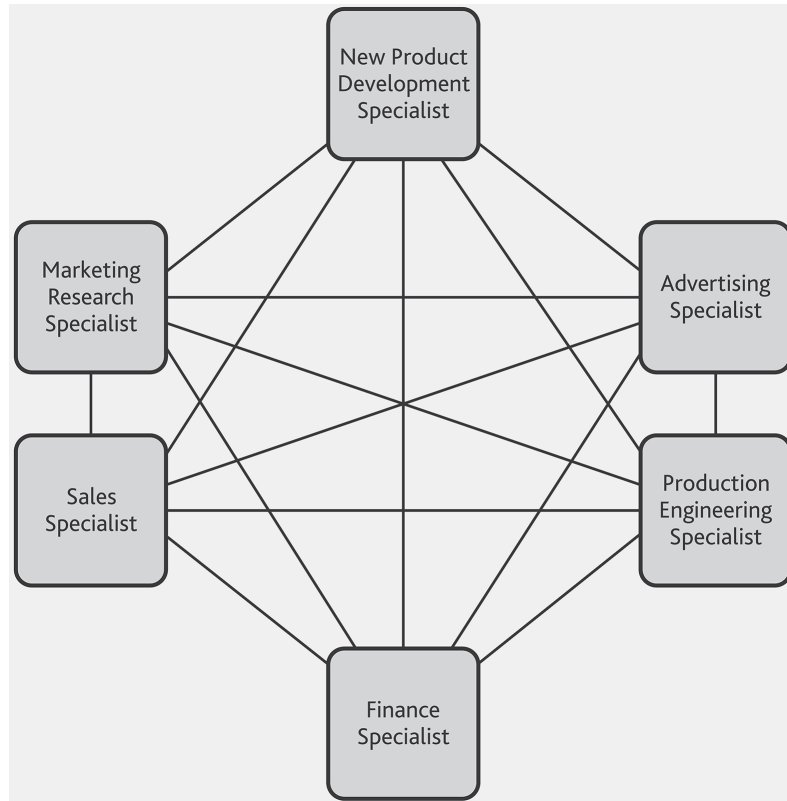 New Product
Development
Specialist
Marketing
Research
Specialist
Advertising
Specialist
Sales
Specialist
Production
Engineering
Specialist
Finance
Specialist